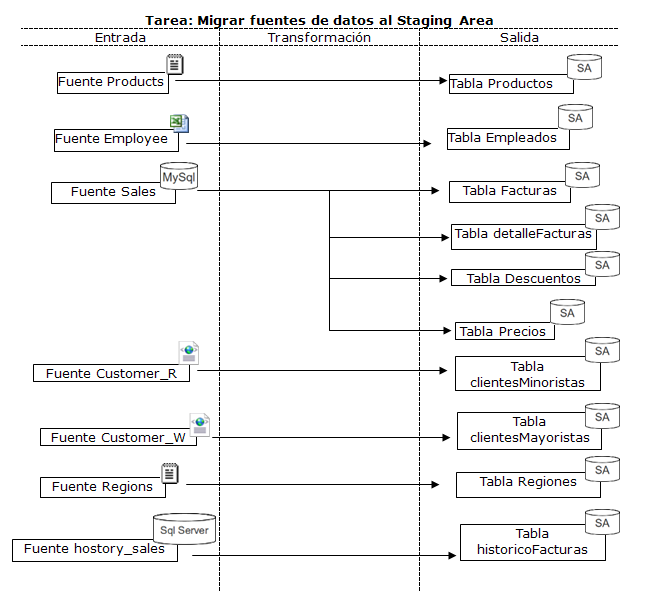 Tarea: Migrar fuentes de datos al Staging Area
Entrada
Transformación
Salida
Fuente Products
SA
Tabla Productos
Fuente Employee
SA
Tabla Empleados
MySql
Fuente Sales
SA
Tabla Facturas
SA
Tabla detalleFacturas
SA
Tabla Descuentos
SA
Tabla Precios
Fuente Customer_R
SA
Tabla
clientesMinoristas
Fuente Customer_W
SA
Tabla
clientesMayoristas
Fuente Regions
SA
Tabla Regiones
Sql Server
Fuente hostory_sales
SA
Tabla
historicoFacturas